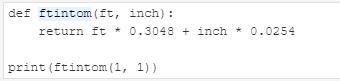 def ftintom(ft, inch):
    return ft * 0.3048 + inch * 0.0254
print(ftintom(1, 1))